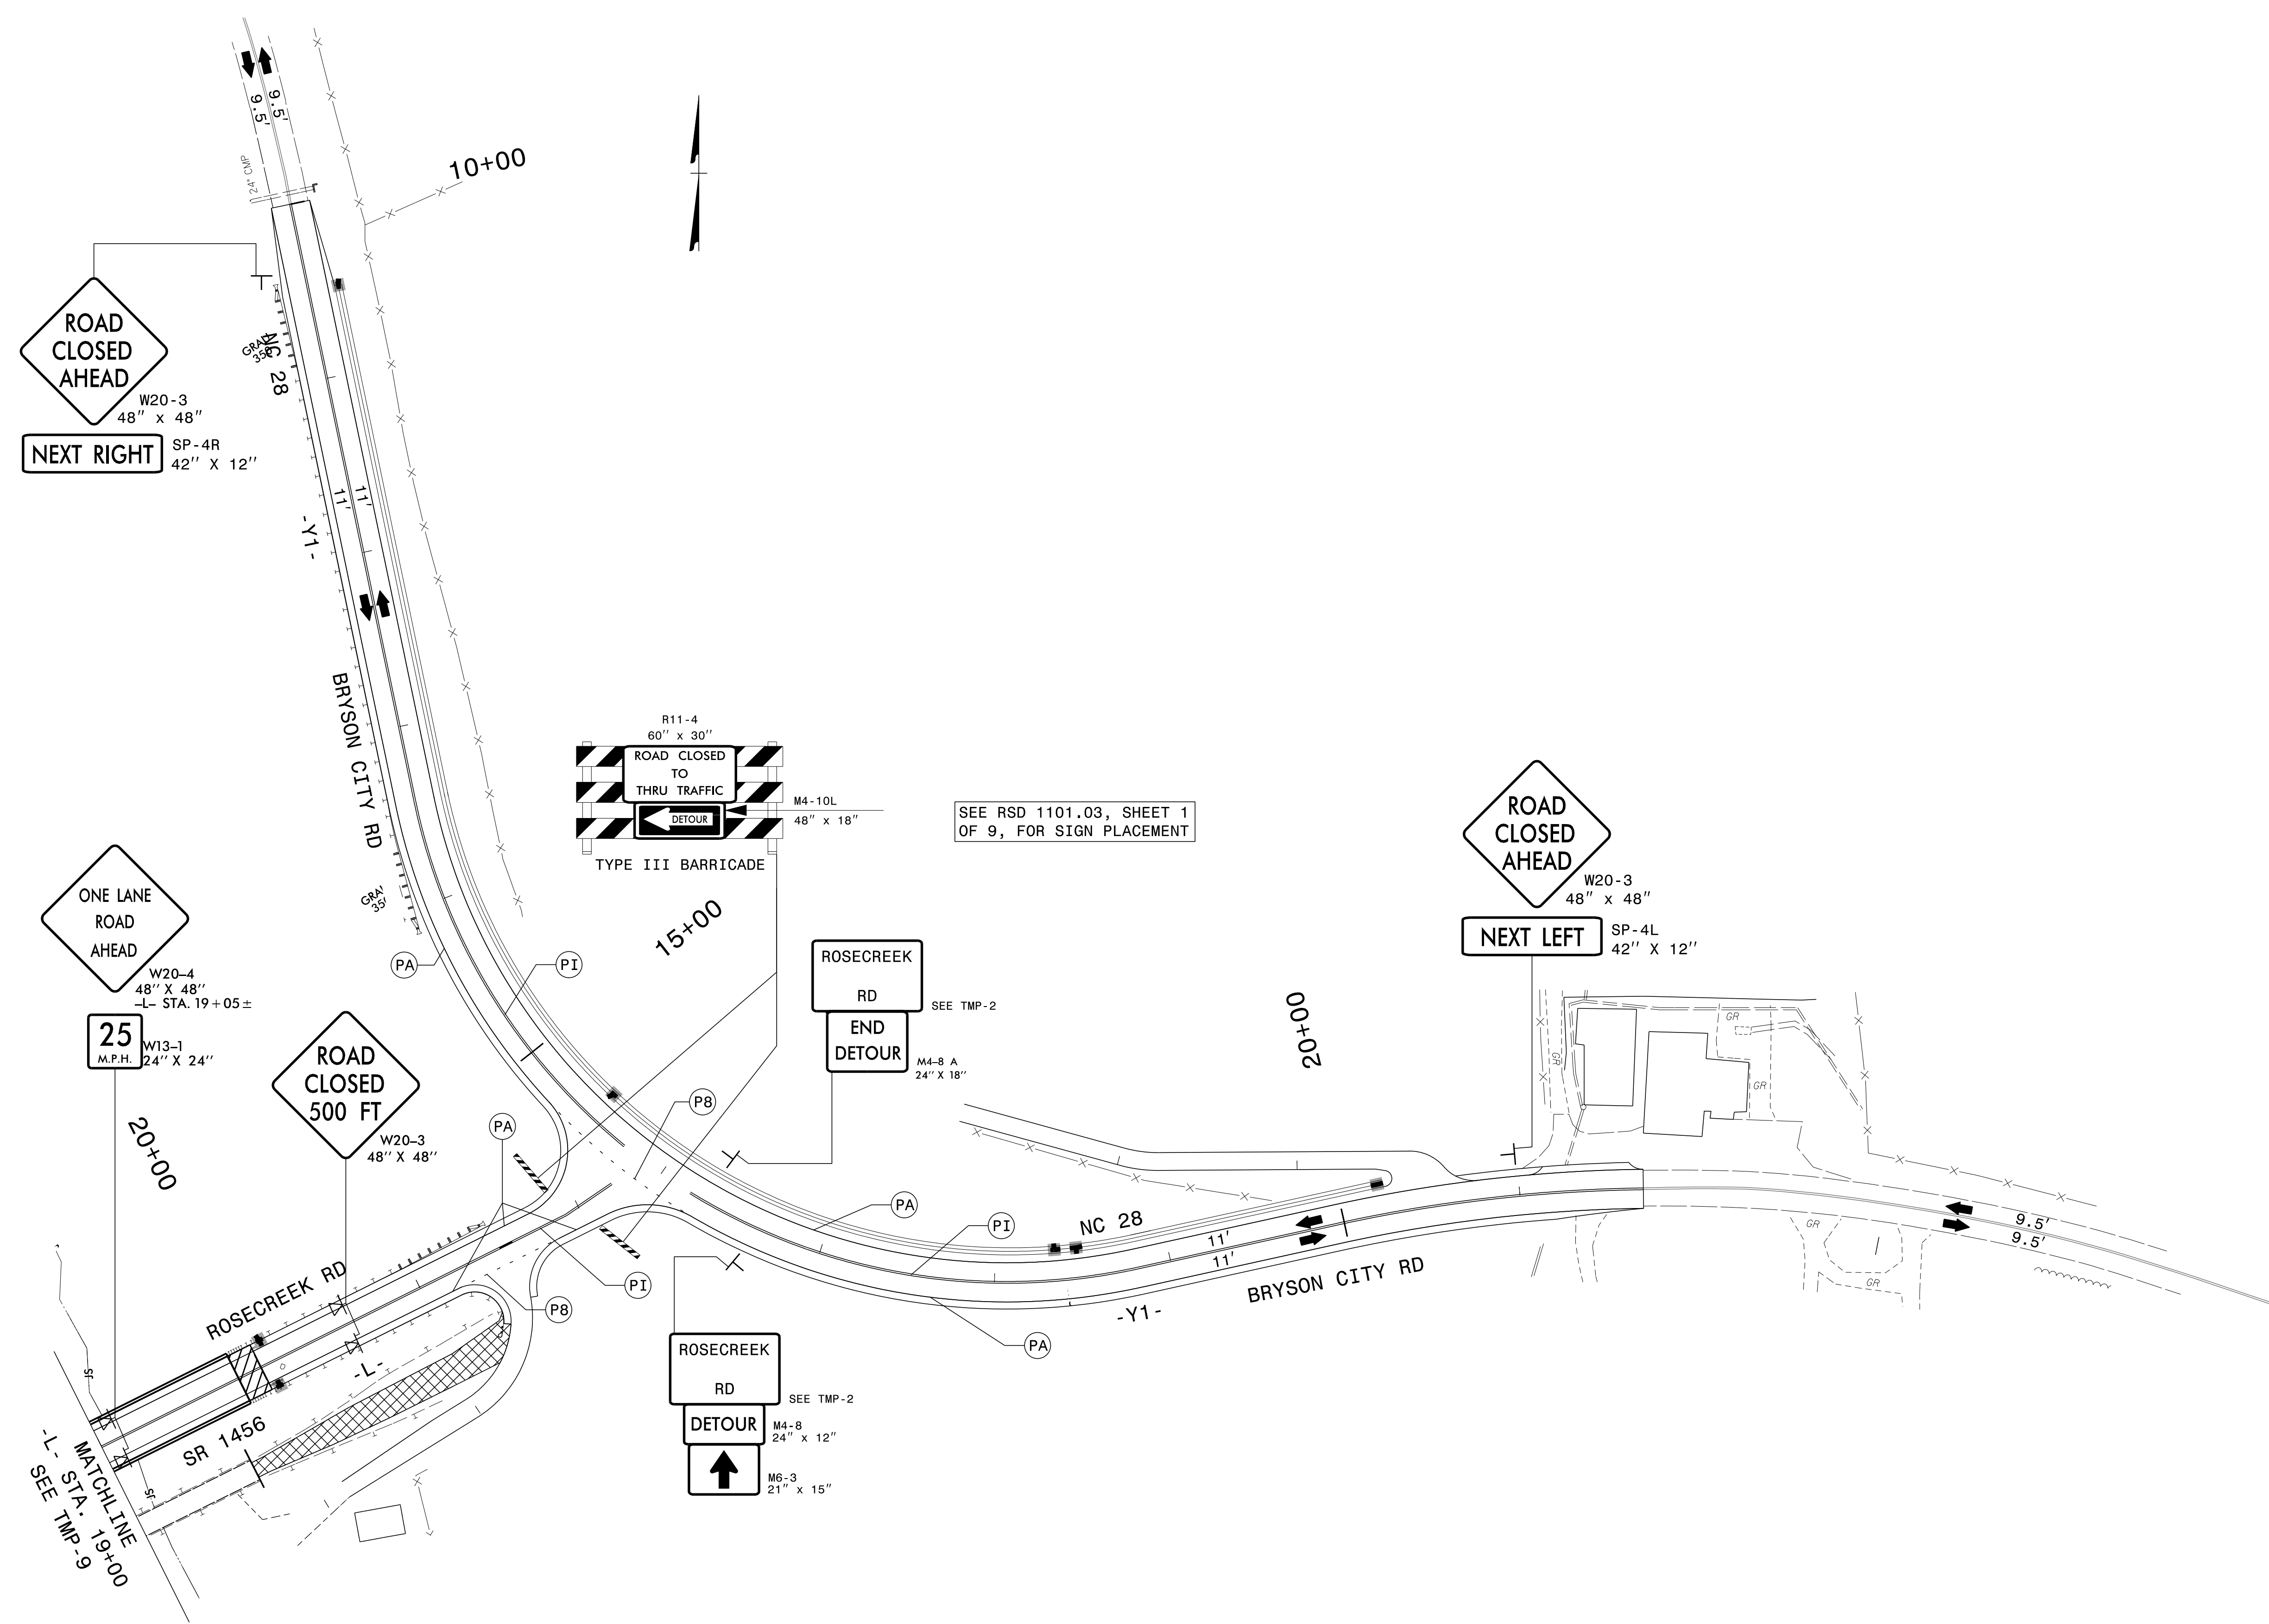 9.5'
9.5'
24" CMP
10+00
ROAD
CLOSED
AHEAD
W20-3
48" x 48"
NEXT RIGHT
SP-4R
42'' X 12''
NC 28
11'
11'
-Y1-
BRYSON CITY RD
R11-4
60'' x 30''
ROAD CLOSED
TO
THRU TRAFFIC
DETOUR
M4-10L
48" x 18"
TYPE III BARRICADE
SEE RSD 1101.03, SHEET 1
OF 9, FOR SIGN PLACEMENT
ROAD
CLOSED
AHEAD
W20-3
48" x 48"
NEXT LEFT
SP-4L
42'' X 12''
ONE LANE
ROAD
AHEAD
W20-4
48'' X 48''
-L- STA. 19+05±
25
M.P.H.
W13-1
24'' X 24''
ROAD
CLOSED
500 FT
W20-3
48'' X 48''
PA
PI
15+00
ROSECREEK
RD
SEE TMP-2
END
DETOUR
M4-8 A
24'' X 18''
20+00
GR
GR
GR
20+00
PA
P8
PA
NC 28
PI
11'
11'
9.5'
9.5'
GR
GR
BRYSON CITY RD
-Y1-
PA
ROSECREEK RD
PI
P8
-L-
SR 1456
ROSECREEK
RD
SEE TMP-2
DETOUR
M4-8
24" x 12"
M6-3
21" x 15"
MATCHLINE
-L- STA. 19+00
SEE TMP-9